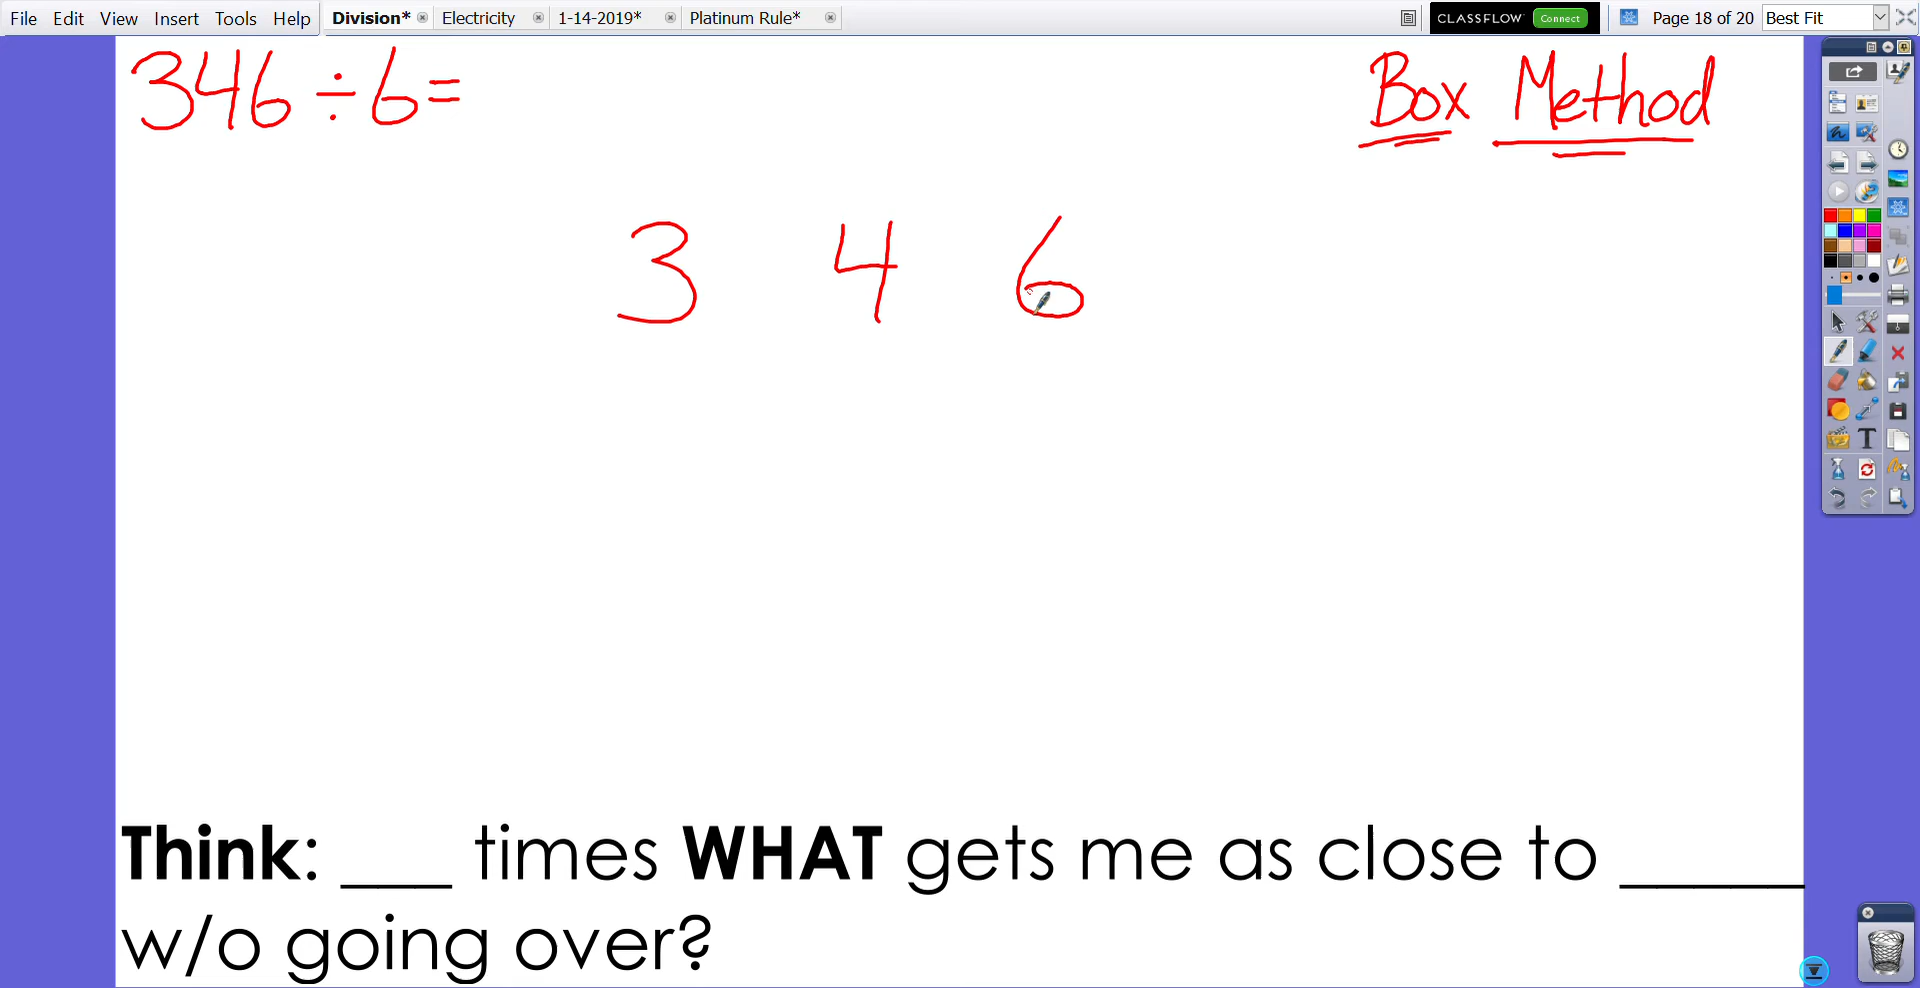 File Edit View Insert Tools Help Division* Electricity 1-14-2019* Platinum Rule* CLASSFLOW Connect Page 18 of 20 Best Fit
346 ÷ 6 = Box Method
3 4 6
Think: ___ times WHAT gets me as close to _____
w/o going over?